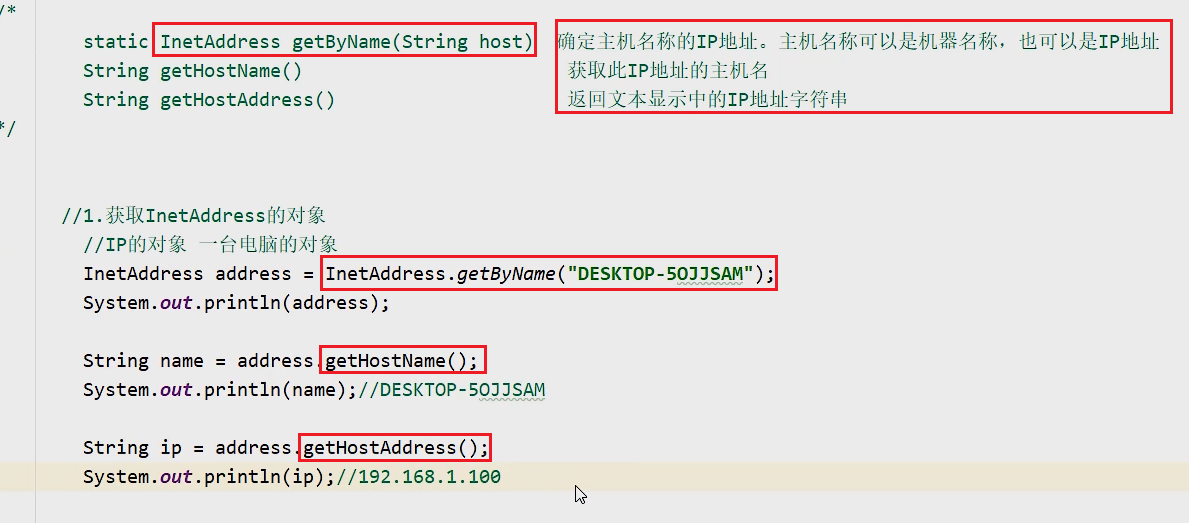 /*
static InetAddress getByName(String host) 确定主机名称的IP地址。主机名称可以是机器名称，也可以是IP地址
String getHostName() 获取此IP地址的主机名
String getHostAddress() 返回文本显示中的IP地址字符串
*/
//1.获取InetAddress的对象
//IP的对象 一台电脑的对象
InetAddress address = InetAddress.getByName("DESKTOP-5OJJSAM");
System.out.println(address);
String name = address.getHostName();
System.out.println(name);//DESKTOP-5OJJSAM
String ip = address.getHostAddress();
System.out.println(ip);//192.168.1.100